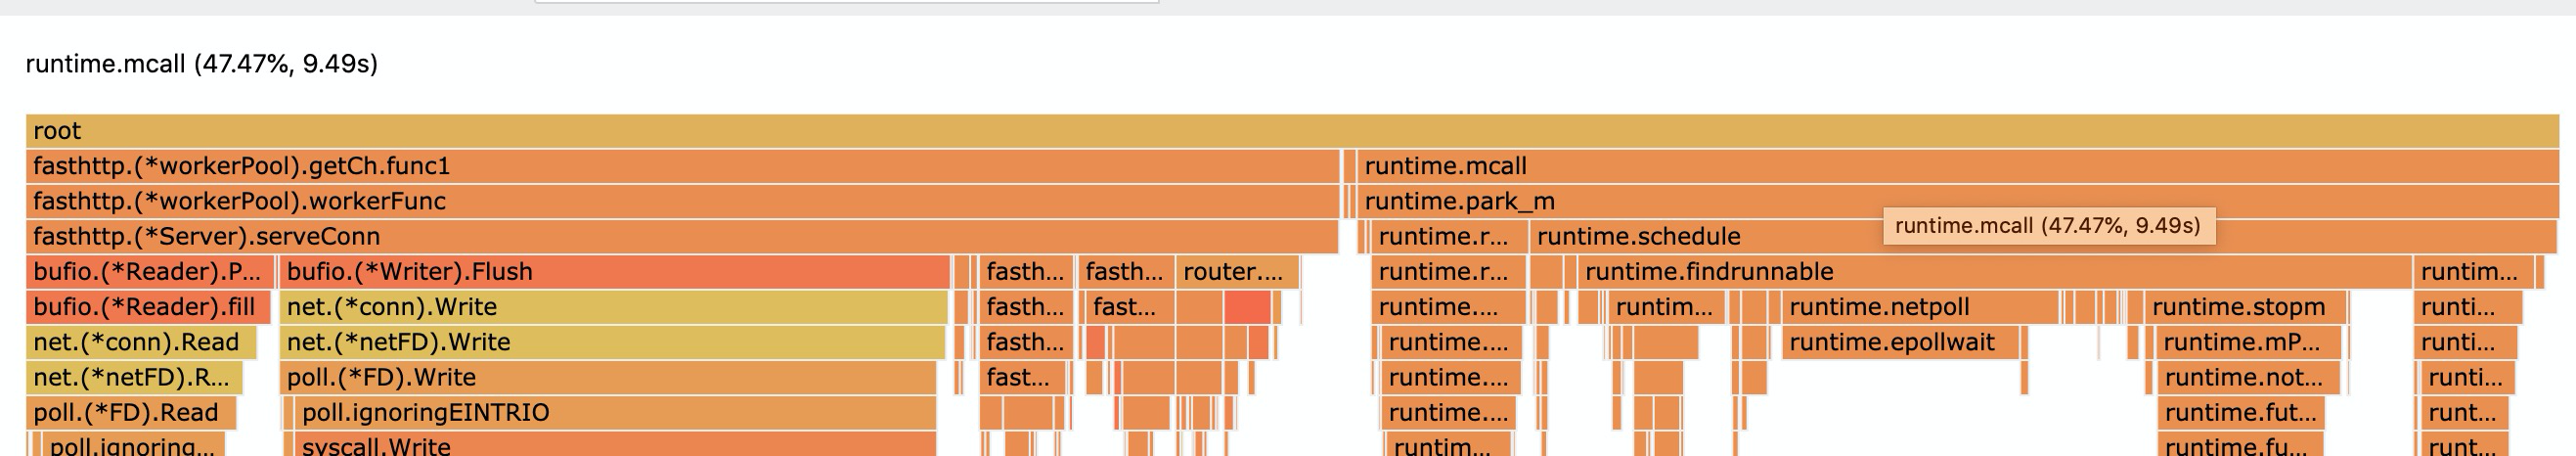 runtime.mcall (47.47%, 9.49s)
root
fasthttp.(*workerPool).getCh.func1 runtime.mcall
fasthttp.(*workerPool).workerFunc runtime.park_m
fasthttp.(*Server).serveConn runtime.r... runtime.schedule runtime.mcall (47.47%, 9.49s)
bufio.(*Reader).P... bufio.(*Writer).Flush fasth... fasth... router.... runtime.r... runtime.findrunnable runtim...
bufio.(*Reader).fill net.(*conn).Write fasth... fast... runtime.... runtim... runtime.netpoll runtime.stopm runti...
net.(*conn).Read net.(*netFD).Write fasth... runtime.... runtime.epollwait runtime.mP... runti...
net.(*netFD).R... poll.(*FD).Write fast... runtime.... runtime.not... runti...
poll.(*FD).Read poll.ignoringEINTRIO runtime.... runtime.fut... runt...
poll.ignoring... syscall.Write runtim... runtime.fu... runt...